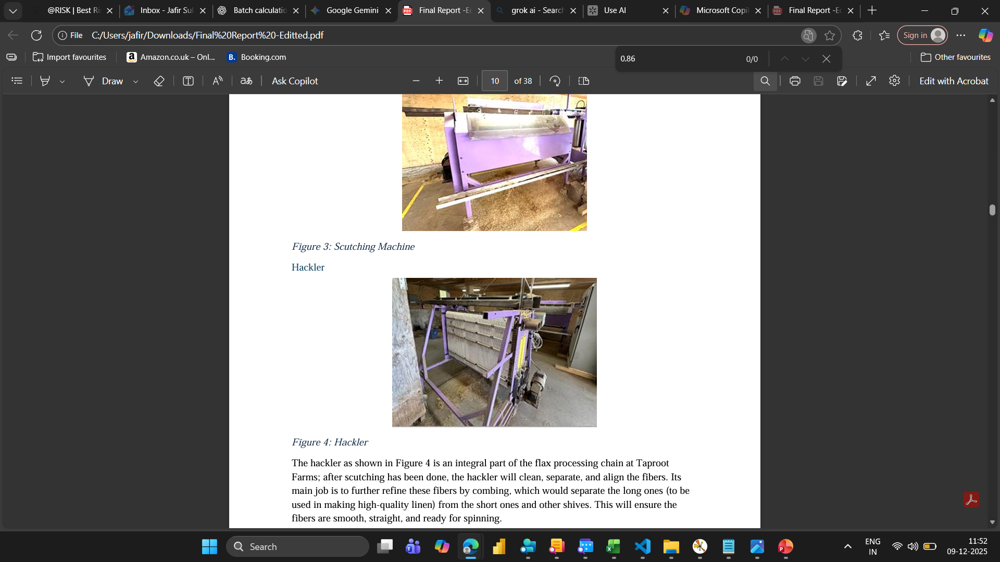 @RISK | Best Ri
Inbox - Jafir Sul
Batch calculatio
Google Gemini
Final Report -Ed
grok ai - Search
Use AI
Microsoft Copil
Final Report -Ed
File
C:/Users/jafir/Downloads/Final%20Report%20-Editted.pdf
Sign in
Import favourites
Amazon.co.uk – Onl...
B.
Booking.com
0.86
0/0
Other favourites
Draw
Ask Copilot
10
of 38
Edit with Acrobat
Figure 3: Scutching Machine
Hackler
Figure 4: Hackler
The hackler as shown in Figure 4 is an integral part of the flax processing chain at Taproot
Farms; after scutching has been done, the hackler will clean, separate, and align the fibers. Its
main job is to further refine these fibers by combing, which would separate the long ones (to be
used in making high-quality linen) from the short ones and other shives. This will ensure the
fibers are smooth, straight, and ready for spinning.
Search
ENG
IN
11:52
09-12-2025